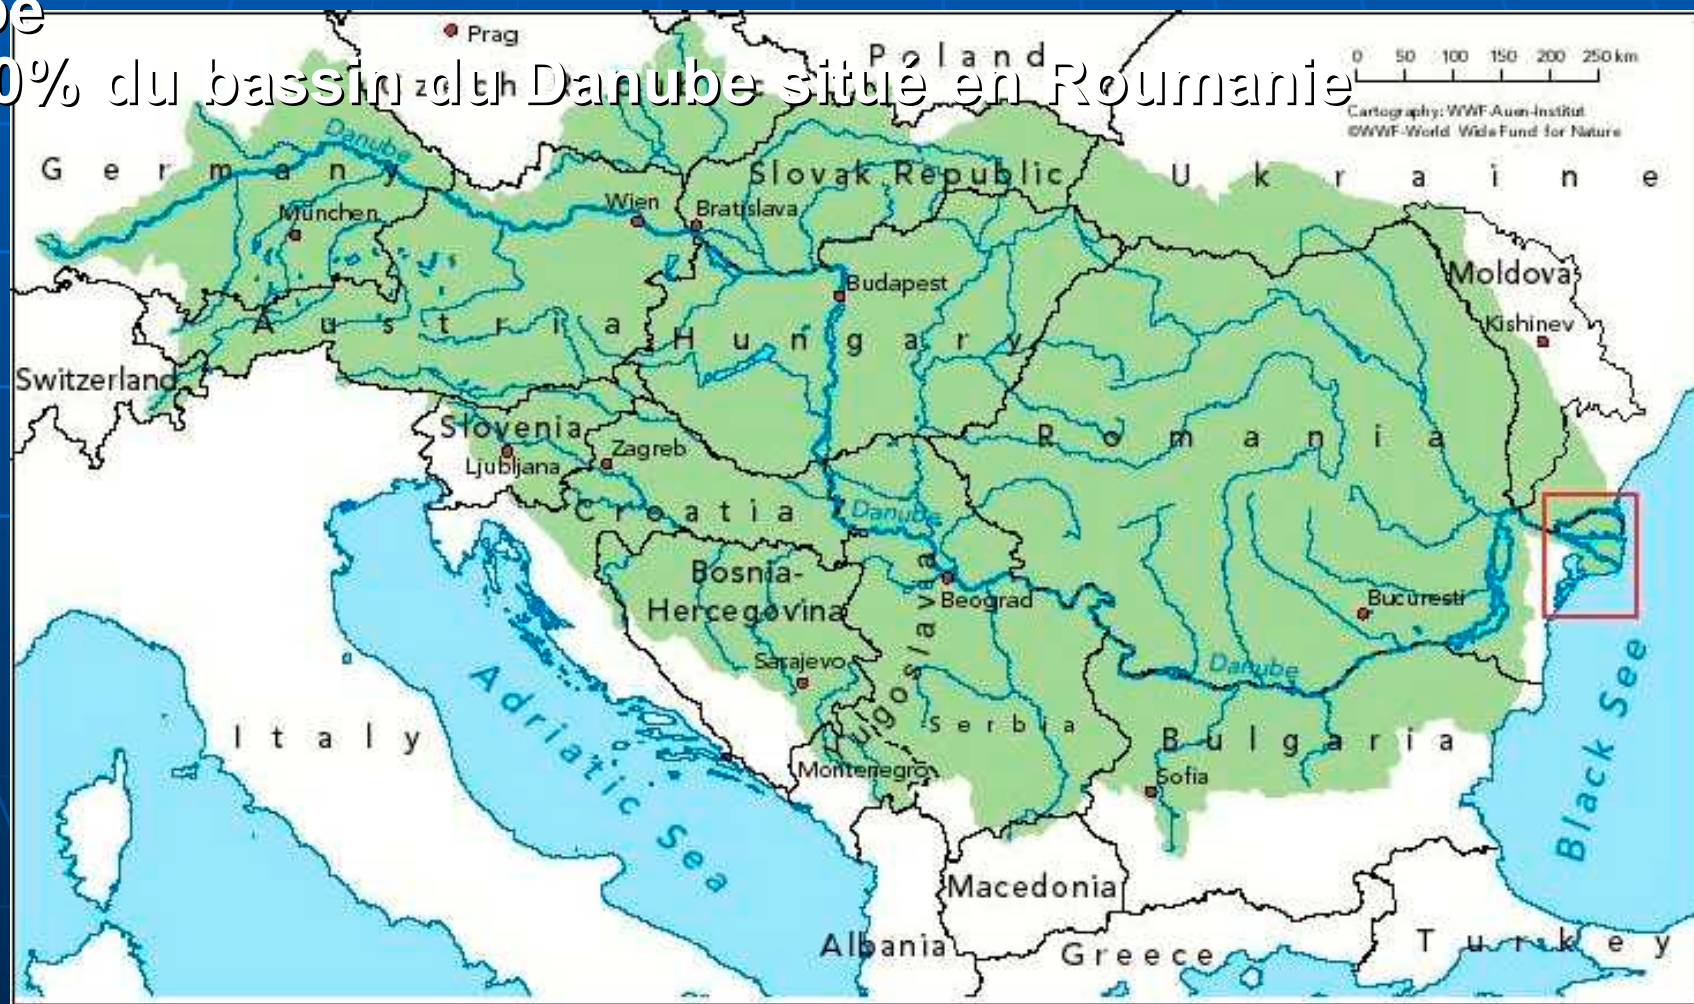 0% du bassin du Danube situé en Roumanie
Prag
Poland
Czech Republic
0 50 100 150 200 250 km
Cartography: WWF-Auen-Institut
©WWF-World Wide Fund for Nature
Danube
Germany
Slovak Republic
Ukraine
München
Wien
Bratislava
Budapest
Moldova
Kishinev
Austria
Hungary
Switzerland
Slovenia
Ljubljana
Zagreb
Romania
Croatia
Danube
Bosnia-
Hercegovina
Beograd
Bucuresti
Sarajevo
Yugoslavia
Danube
Adriatic Sea
Black See
Italy
Serbia
Bulgaria
Montenegro
Sofia
Macedonia
Albania
Greece
Turkey